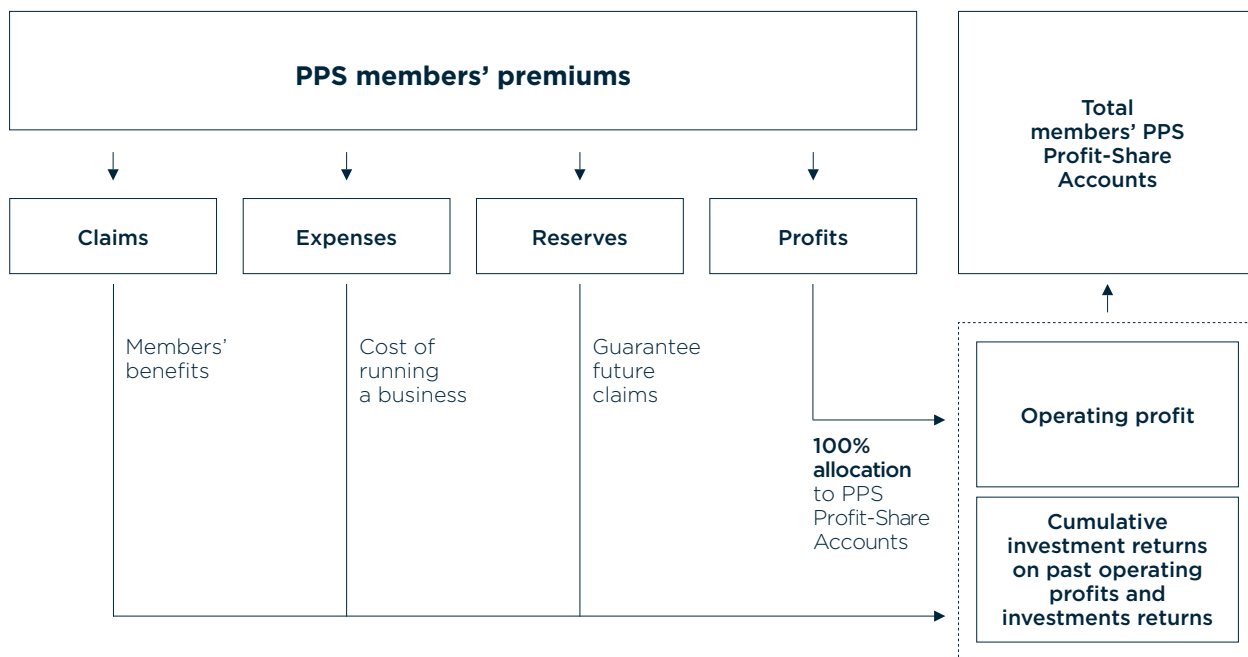 PPS members’ premiums
Total
members’ PPS
Profit-Share
Accounts
Claims
Expenses
Reserves
Profits
Members’
benefits
Cost of
running
a business
Guarantee
future
claims
100%
allocation
to PPS
Profit-Share
Accounts
Operating profit
Cumulative
investment returns
on past operating
profits and
investments returns